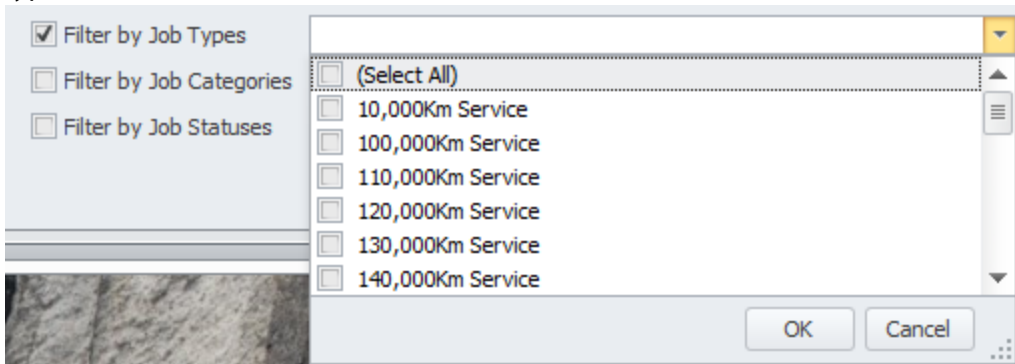 Filter by Job Types
Filter by Job Categories
Filter by Job Statuses
(Select All)
10,000Km Service
100,000Km Service
110,000Km Service
120,000Km Service
130,000Km Service
140,000Km Service
OK Cancel